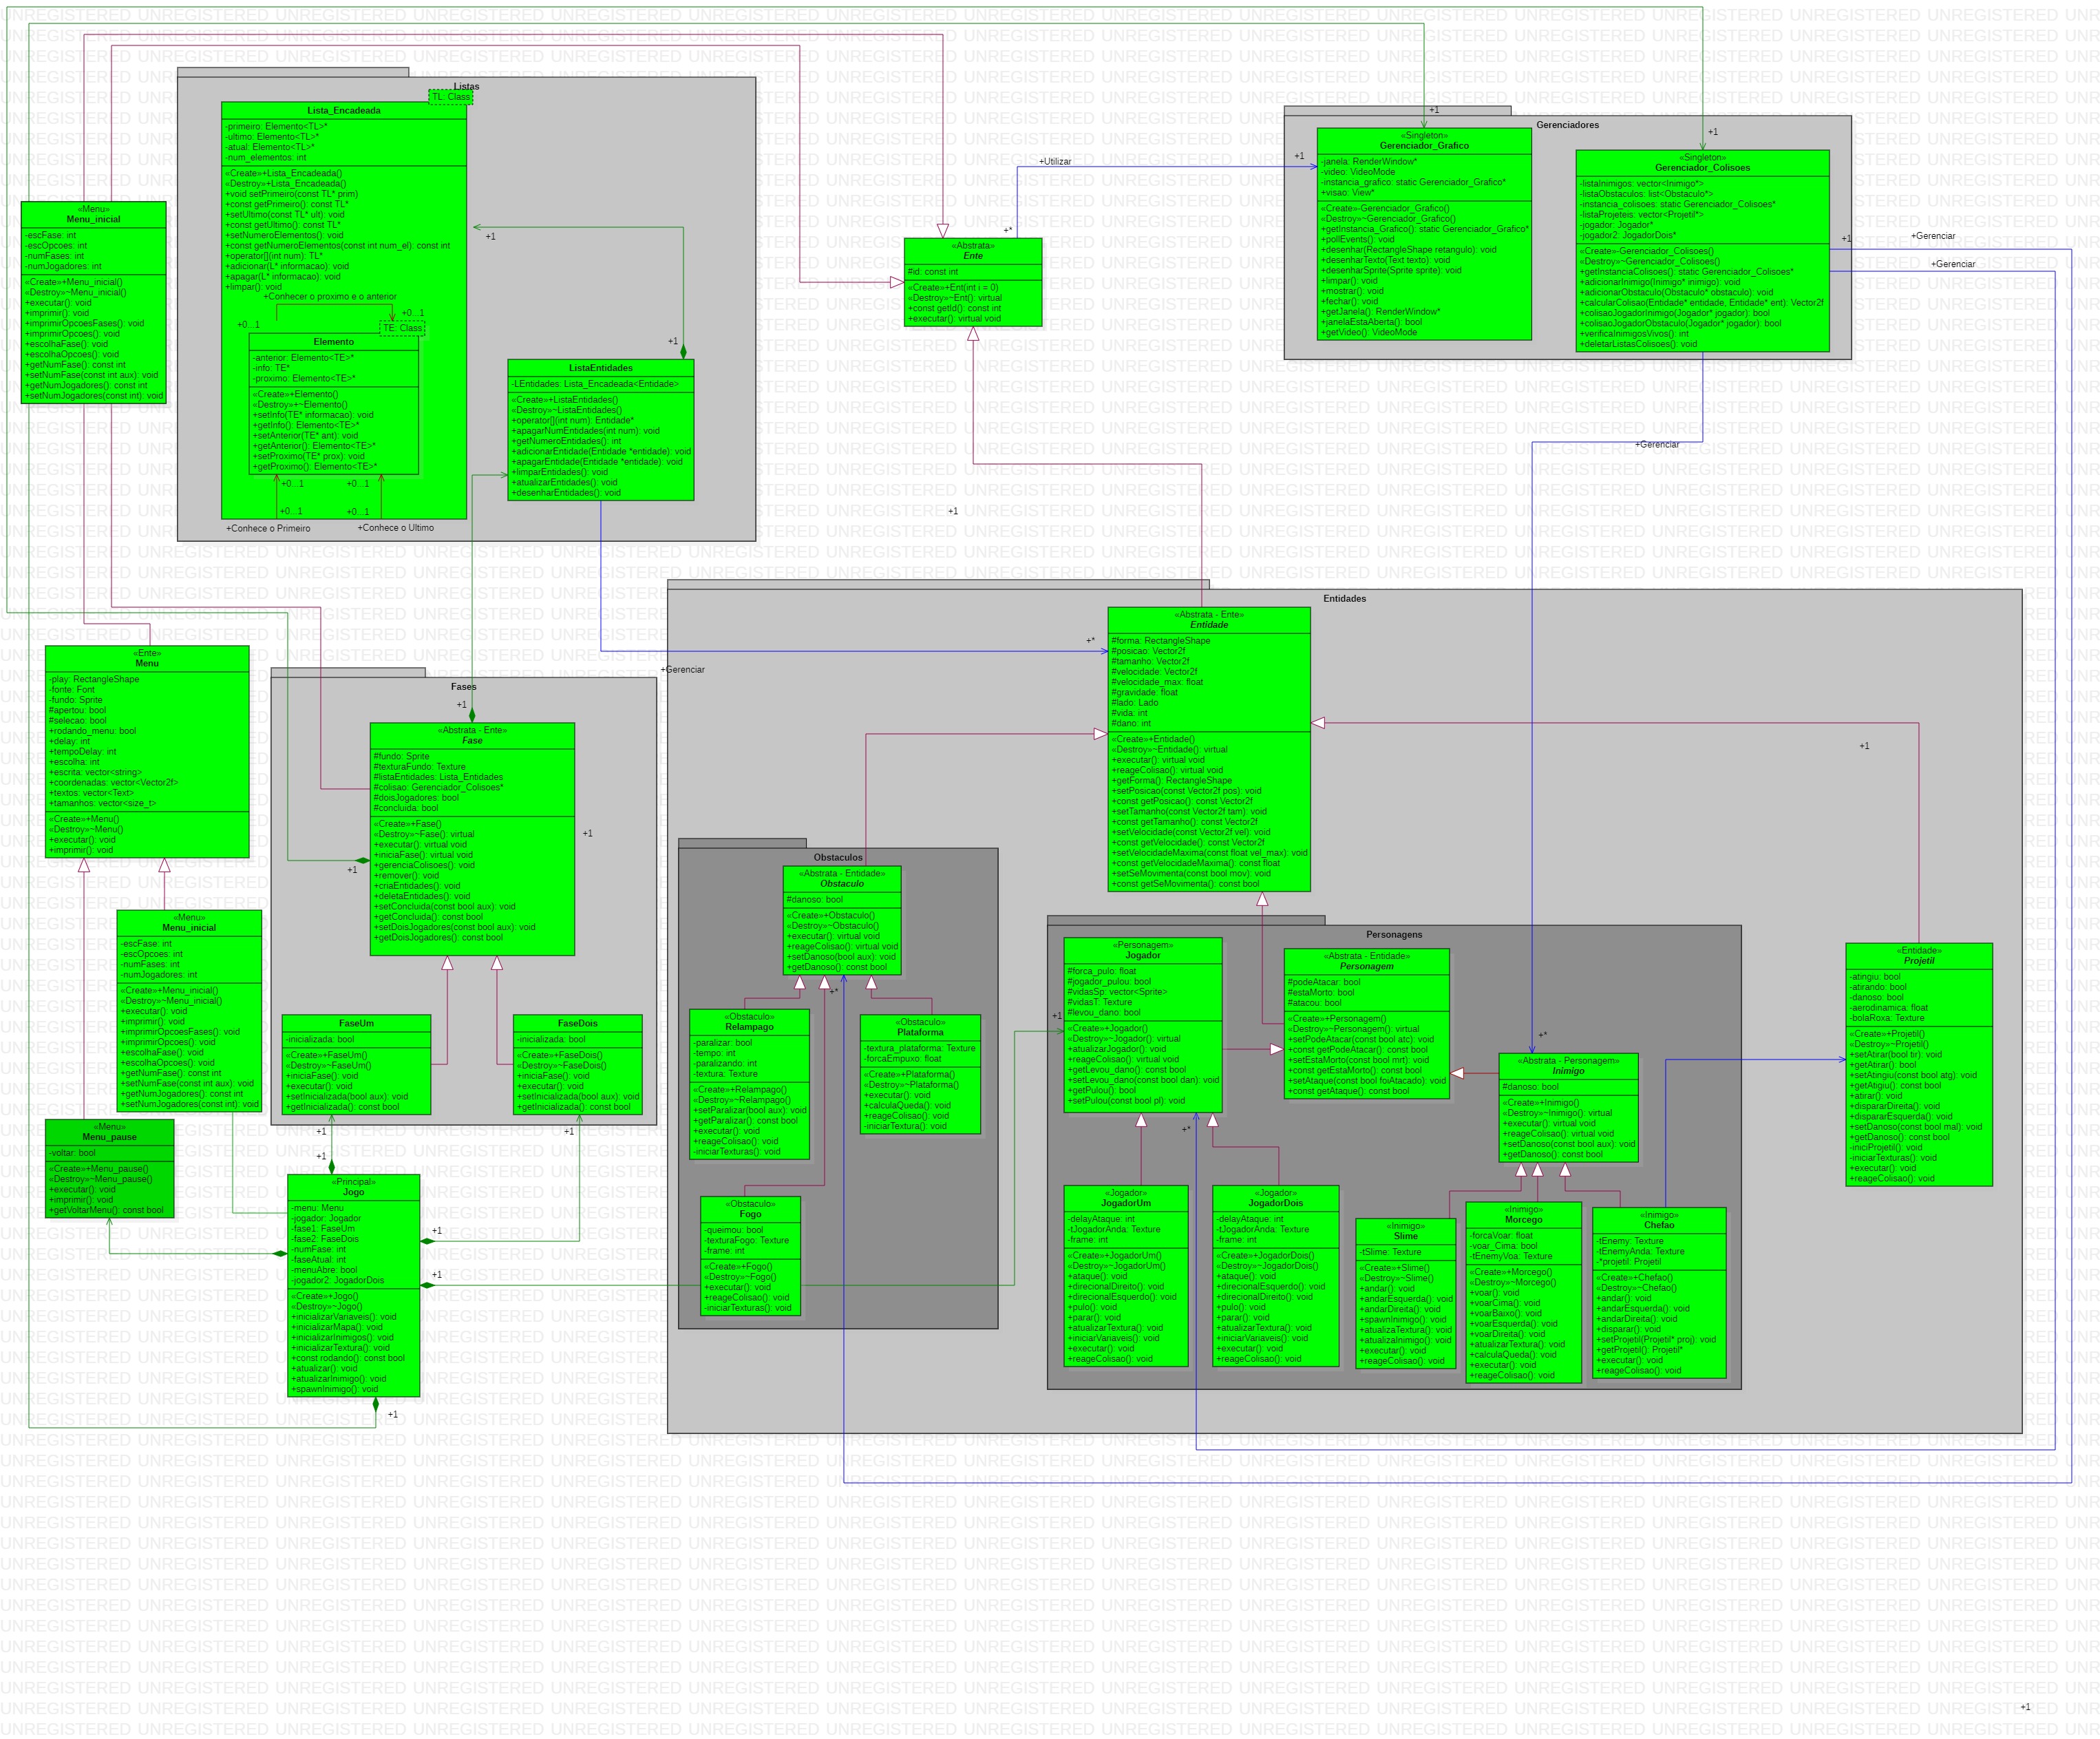 Listas
TL: Class
Lista_Encadeada
-primeiro: Elemento<TL>*
-ultimo: Elemento<TL>*
-atual: Elemento<TL>*
-num_elementos: int
«Create»+Lista_Encadeada()
«Destroy»+Lista_Encadeada()
+void setPrimeiro(const TL* prim)
+const getPrimeiro(): const TL*
+setUltimo(const TL* ult): void
+const getUltimo(): const TL*
+setNumeroElementos(): void
+const getNumeroElementos(const int num_el): const int
+operator[](int num): TL*
+adicionar(L* informacao): void
+apagar(L* informacao): void
+limpar(): void
+Conhecer o proximo e o anterior
+0...1
+0...1
TE: Class
Elemento
-anterior: Elemento<TE>*
-info: TE*
-proximo: Elemento<TE>*
«Create»+Elemento()
«Destroy»+~Elemento()
+setInfo(TE* informacao): void
+getInfo(): Elemento<TE>*
+setAnterior(TE* ant): void
+getAnterior(): Elemento<TE>*
+setProximo(TE* prox): void
+getProximo(): Elemento<TE>*
+0...1
+0...1
+0...1
+0...1
+Conhece o Primeiro
+Conhece o Ultimo
+1
+1
ListaEntidades
-LEntidades: Lista_Encadeada<Entidade>
«Create»+ListaEntidades()
«Destroy»~ListaEntidades()
+operator[](int num): Entidade*
+apagarNumEntidades(int num): void
+getNumeroEntidades(): int
+adicionarEntidade(Entidade *entidade): void
+apagarEntidade(Entidade *entidade): void
+limparEntidades(): void
+atualizarEntidades(): void
+desenharEntidades(): void
«Menu»
Menu_inicial
-escFase: int
-escOpcoes: int
-numFases: int
-numJogadores: int
«Create»+Menu_inicial()
«Destroy»~Menu_inicial()
+executar(): void
+imprimir(): void
+imprimirOpcoesFases(): void
+imprimirOpcoes(): void
+escolhaFase(): void
+escolhaOpcoes(): void
+getNumFase(): const int
+setNumFase(const int aux): void
+getNumJogadores(): const int
+setNumJogadores(const int): void
+Utilizar
+1
+*
«Abstrata»
Ente
#id: const int
«Create»+Ent(int i = 0)
«Destroy»~Ent(): virtual
+const getId(): const int
+executar(): virtual void
+1
Gerenciadores
+1
«Singleton»
Gerenciador_Grafico
-janela: RenderWindow*
-video: VideoMode
-instancia_grafico: static Gerenciador_Grafico*
+visao: View*
«Create»-Gerenciador_Grafico()
«Destroy»~Gerenciador_Grafico()
+getInstancia_Grafico(): static Gerenciador_Grafico*
+pollEvents(): void
+desenhar(RectangleShape retangulo): void
+desenharTexto(Text texto): void
+desenharSprite(Sprite sprite): void
+limpar(): void
+mostrar(): void
+fechar(): void
+getJanela(): RenderWindow*
+janelaEstaAberta(): bool
+getVideo(): VideoMode
+1
«Singleton»
Gerenciador_Colisoes
-listaInimigos: vector<Inimigo*>
-listaObstaculos: list<Obstaculo*>
-instancia_colisoes: static Gerenciador_Colisoes*
-listaProjeteis: vector<Projetil*>
-jogador: Jogador*
-jogador2: JogadorDois*
«Create»-Gerenciador_Colisoes()
«Destroy»~Gerenciador_Colisoes()
+getInstanciaColisoes(): static Gerenciador_Colisoes*
+adicionarInimigo(Inimigo* inimigo): void
+adicionarObstaculo(Obstaculo* obstaculo): void
+calcularColisao(Entidade* entidade, Entidade* ent): Vector2f
+colisaoJogadorInimigo(Jogador* jogador): bool
+colisaoJogadorObstaculo(Jogador* jogador): bool
+verificaInimigosVivos(): int
+deletarListasColisoes(): void
+1
+Gerenciar
+Gerenciar
+Gerenciar
«Ente»
Menu
-play: RectangleShape
-fonte: Font
-fundo: Sprite
#apertou: bool
#selecao: bool
+rodando_menu: bool
+delay: int
+tempoDelay: int
+escolha: int
+escrita: vector<string>
+coordenadas: vector<Vector2f>
+textos: vector<Text>
+tamanhos: vector<size_t>
«Create»+Menu()
«Destroy»~Menu()
+executar(): void
+imprimir(): void
«Menu»
Menu_inicial
-escFase: int
-escOpcoes: int
-numFases: int
-numJogadores: int
«Create»+Menu_inicial()
«Destroy»~Menu_inicial()
+executar(): void
+imprimir(): void
+imprimirOpcoesFases(): void
+imprimirOpcoes(): void
+escolhaFase(): void
+escolhaOpcoes(): void
+getNumFase(): const int
+setNumFase(const int aux): void
+getNumJogadores(): const int
+setNumJogadores(const int): void
«Menu»
Menu_pause
-voltar: bool
«Create»+Menu_pause()
«Destroy»~Menu_pause()
+executar(): void
+imprimir(): void
+getVoltarMenu(): const bool
Fases
+1
«Abstrata - Ente»
Fase
#fundo: Sprite
#texturaFundo: Texture
#listaEntidades: Lista_Entidades
#colisao: Gerenciador_Colisoes*
#doisJogadores: bool
#concluida: bool
«Create»+Fase()
«Destroy»~Fase(): virtual
+executar(): virtual void
+iniciaFase(): virtual void
+gerenciaColisoes(): void
+remover(): void
+criaEntidades(): void
+deletaEntidades(): void
+setConcluida(const bool aux): void
+getConcluida(): const bool
+setDoisJogadores(const bool aux): void
+getDoisJogadores(): const bool
+1
+1
FaseUm
-inicializada: bool
«Create»+FaseUm()
«Destroy»~FaseUm()
+iniciaFase(): void
+executar(): void
+setInicializada(bool aux): void
+getInicializada(): const bool
FaseDois
-inicializada: bool
«Create»+FaseDois()
«Destroy»~FaseDois()
+iniciaFase(): void
+executar(): void
+setInicializada(bool aux): void
+getInicializada(): const bool
+1
+1
+1
«Principal»
Jogo
-menu: Menu
-jogador: Jogador
-fase1: FaseUm
-fase2: FaseDois
-numFase: int
-faseAtual: int
-menuAbre: bool
-jogador2: JogadorDois
«Create»+Jogo()
«Destroy»~Jogo()
+inicializarVariaveis(): void
+inicializarMapa(): void
+inicializarInimigos(): void
+inicializarTextura(): void
+const rodando(): const bool
+atualizar(): void
+atualizarInimigo(): void
+spawnInimigo(): void
+1
+1
+1
Entidades
+*
+Gerenciar
«Abstrata - Ente»
Entidade
#forma: RectangleShape
#posicao: Vector2f
#tamanho: Vector2f
#velocidade: Vector2f
#velocidade_max: float
#gravidade: float
#lado: Lado
#vida: int
#dano: int
«Create»+Entidade()
«Destroy»~Entidade(): virtual
+executar(): virtual void
+reageColisao(): virtual void
+getForma(): RectangleShape
+setPosicao(const Vector2f pos): void
+const getPosicao(): const Vector2f
+setTamanho(const Vector2f tam): void
+const getTamanho(): const Vector2f
+setVelocidade(const Vector2f vel): void
+const getVelocidade(): const Vector2f
+setVelocidadeMaxima(const float vel_max): void
+const getVelocidadeMaxima(): const float
+setSeMovimenta(const bool mov): void
+const getSeMovimenta(): const bool
+1
Obstaculos
«Abstrata - Entidade»
Obstaculo
#danoso: bool
«Create»+Obstaculo()
«Destroy»~Obstaculo()
+executar(): virtual void
+reageColisao(): virtual void
+setDanoso(bool aux): void
+getDanoso(): const bool
+*
«Obstaculo»
Relampago
-paralizar: bool
-tempo: int
-paralizando: int
-textura: Texture
«Create»+Relampago()
«Destroy»~Relampago()
+setParalizar(bool aux): void
+getParalizar(): const bool
+executar(): void
+reageColisao(): void
-iniciarTexturas(): void
«Obstaculo»
Plataforma
-textura_plataforma: Texture
-forcaEmpuxo: float
«Create»+Plataforma()
«Destroy»~Plataforma()
+executar(): void
+calculaQueda(): void
+reageColisao(): void
-iniciarTextura(): void
«Obstaculo»
Fogo
-queimou: bool
-texturaFogo: Texture
-frame: int
«Create»+Fogo()
«Destroy»~Fogo()
+executar(): void
+reageColisao(): void
-iniciarTexturas(): void
Personagens
+1
«Personagem»
Jogador
#forca_pulo: float
#jogador_pulou: bool
#vidasSp: vector<Sprite>
#vidasT: Texture
#levou_dano: bool
«Create»+Jogador()
«Destroy»~Jogador(): virtual
+atualizarJogador(): void
+reageColisao(): virtual void
+getLevou_dano(): const bool
+setLevou_dano(const bool dan): void
+getPulou(): bool
+setPulou(const bool pl): void
+*
«Abstrata - Entidade»
Personagem
#podeAtacar: bool
#estaMorto: bool
#atacou: bool
«Create»+Personagem()
«Destroy»~Personagem(): virtual
+setPodeAtacar(const bool atc): void
+const getPodeAtacar(): const bool
+setEstaMorto(const bool mrt): void
+const getEstaMorto(): const bool
+setAtaque(const bool foiAtacado): void
+const getAtaque(): const bool
+*
«Abstrata - Personagem»
Inimigo
#danoso: bool
«Create»+Inimigo()
«Destroy»~Inimigo(): virtual
+executar(): virtual void
+reageColisao(): virtual void
+setDanoso(const bool aux): void
+getDanoso(): const bool
«Jogador»
JogadorUm
-delayAtaque: int
-tJogadorAnda: Texture
-frame: int
«Create»+JogadorUm()
«Destroy»~JogadorUm()
+ataque(): void
+direcionalDireito(): void
+direcionalEsquerdo(): void
+pulo(): void
+parar(): void
+atualizarTextura(): void
+iniciarVariaveis(): void
+executar(): void
+reageColisao(): void
«Jogador»
JogadorDois
-delayAtaque: int
-tJogadorAnda: Texture
-frame: int
«Create»+JogadorDois()
«Destroy»~JogadorDois()
+ataque(): void
+direcionalEsquerdo(): void
+direcionalDireito(): void
+pulo(): void
+parar(): void
+atualizarTextura(): void
+iniciarVariaveis(): void
+executar(): void
+reageColisao(): void
«Inimigo»
Slime
-tSlime: Texture
«Create»+Slime()
«Destroy»~Slime()
+andar(): void
+andarEsquerda(): void
+andarDireita(): void
+spawnInimigo(): void
+atualizaTextura(): void
+atualizaInimigo(): void
+executar(): void
+reageColisao(): void
«Inimigo»
Morcego
-forcaVoar: float
-voar_Cima: bool
-tEnemyVoa: Texture
«Create»+Morcego()
«Destroy»~Morcego()
+voar(): void
+voarCima(): void
+voarBaixo(): void
+voarEsquerda(): void
+voarDireita(): void
+atualizarTextura(): void
+calculaQueda(): void
+executar(): void
+reageColisao(): void
«Inimigo»
Chefao
-tEnemy: Texture
-tEnemyAnda: Texture
-*projetil: Projetil
«Create»+Chefao()
«Destroy»~Chefao()
+andar(): void
+andarEsquerda(): void
+andarDireita(): void
+disparar(): void
+setProjetil(Projetil* proj): void
+getProjetil(): Projetil*
+executar(): void
+reageColisao(): void
«Entidade»
Projetil
-atingiu: bool
-atirando: bool
-danoso: bool
-aerodinamica: float
-bolaRoxa: Texture
«Create»+Projetil()
«Destroy»~Projetil()
+setAtirar(bool tir): void
+getAtirar(): bool
+setAtingiu(const bool atg): void
+getAtigiu(): const bool
+atirar(): void
+dispararDireita(): void
+dispararEsquerda(): void
+setDanoso(const bool mal): void
+getDanoso(): const bool
-iniciProjetil(): void
-iniciarTexturas(): void
+executar(): void
+reageColisao(): void
+1